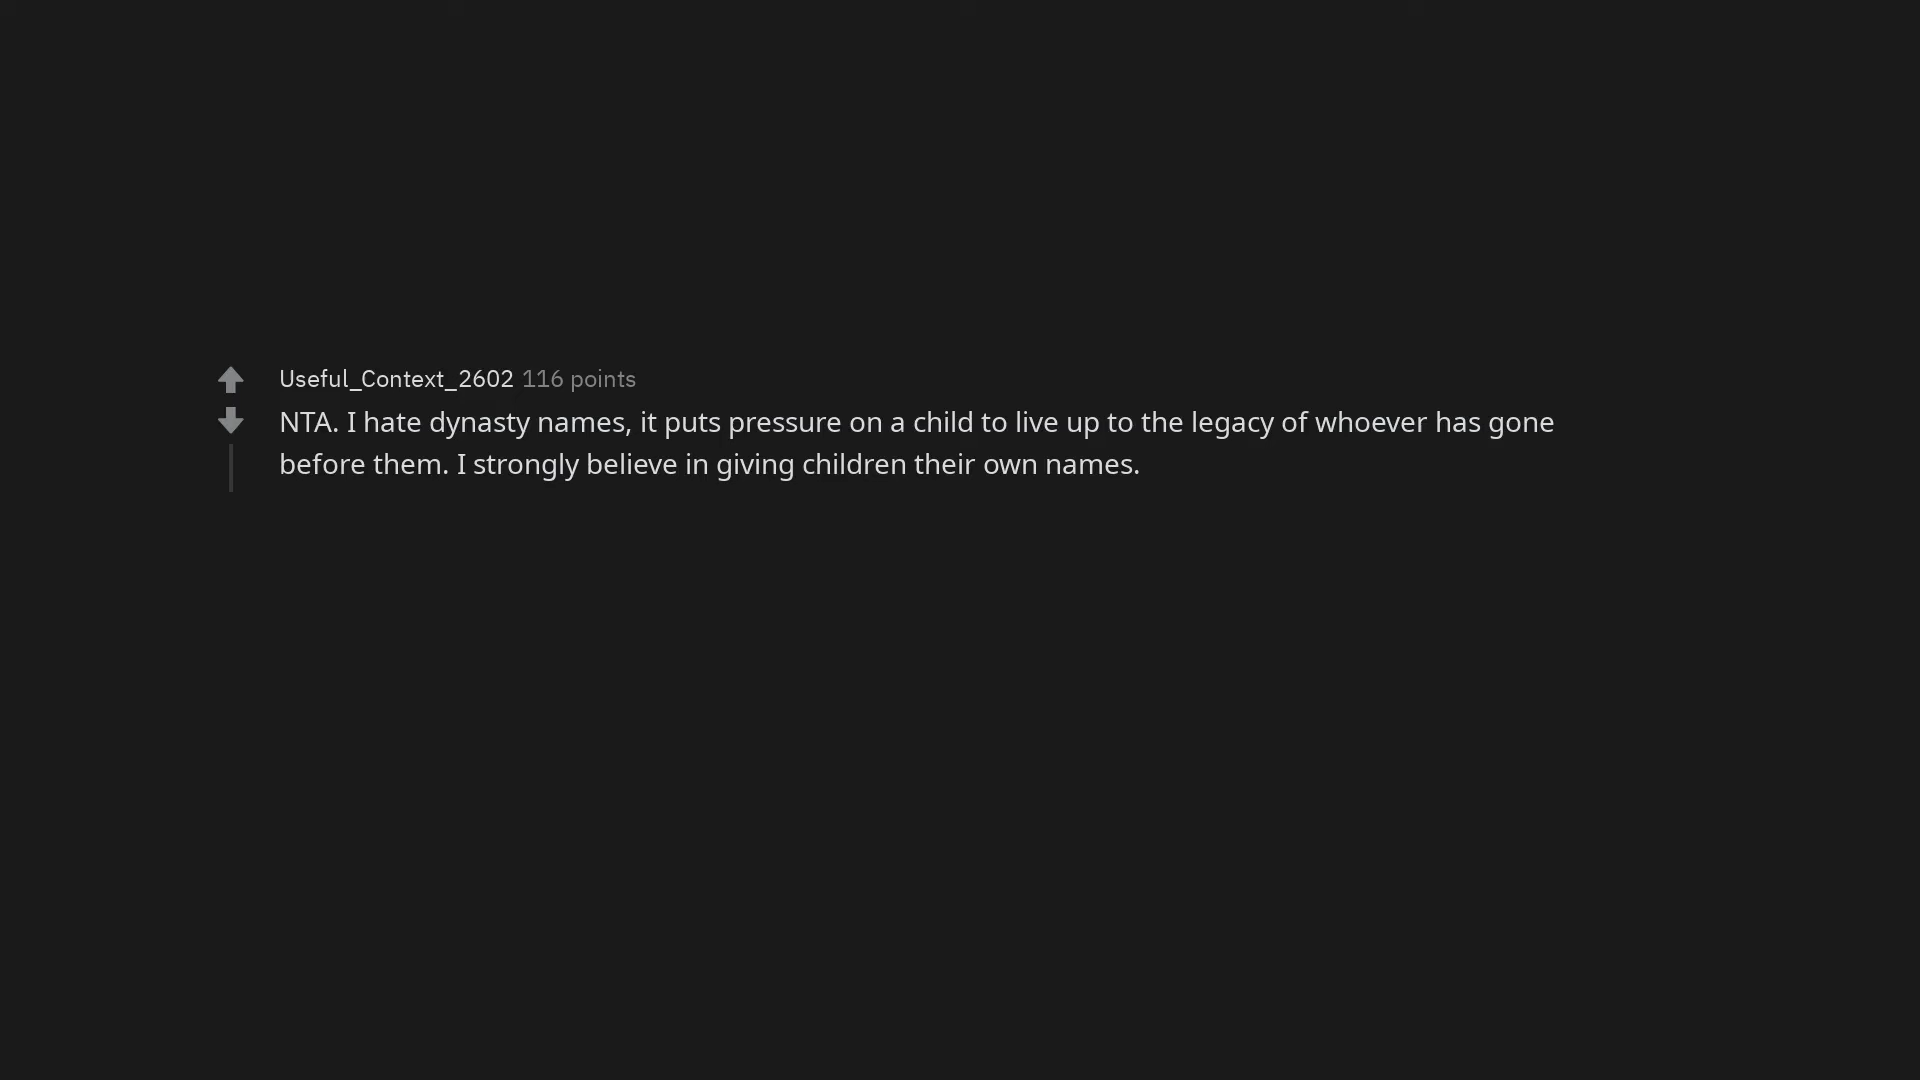 Useful_Context_2602 116 points
NTA. I hate dynasty names, it puts pressure on a child to live up to the legacy of whoever has gone
before them. I strongly believe in giving children their own names.